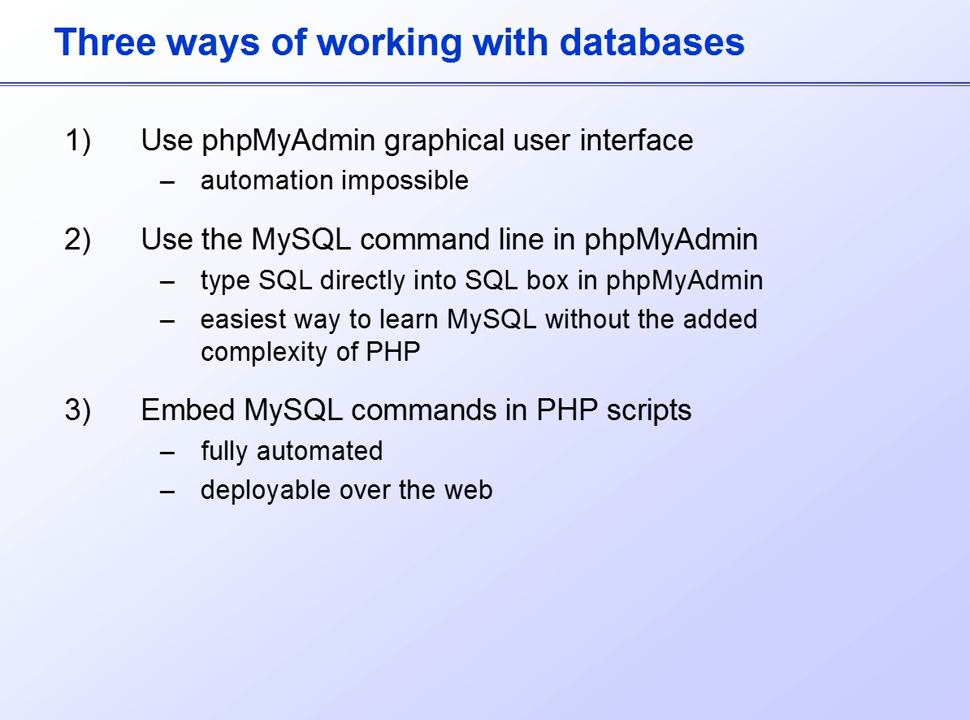 Three ways of working with databases
1) Use phpMyAdmin graphical user interface
– automation impossible
2) Use the MySQL command line in phpMyAdmin
– type SQL directly into SQL box in phpMyAdmin
– easiest way to learn MySQL without the added
complexity of PHP
3) Embed MySQL commands in PHP scripts
– fully automated
– deployable over the web